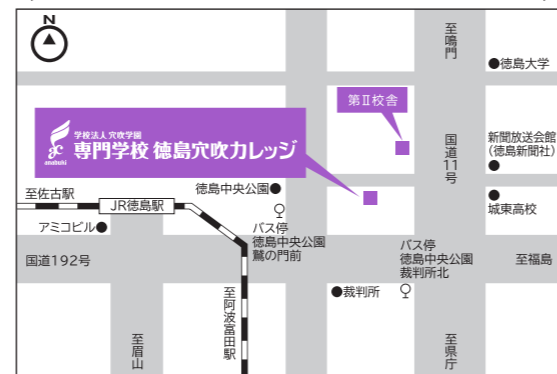 N
至鳴門
●徳島大学
第Ⅱ校舎
学校法人穴吹学園
専門学校 徳島穴吹カレッジ
anabuki
国道11号
新聞放送会館
(徳島新聞社)
●
●
城東高校
至佐古駅
JR徳島駅
徳島中央公園●
アミコビル●
バス停
徳島中央公園
鷲の門前
バス停
徳島中央公園
裁判所北
国道192号
至福島
●裁判所
至阿波富田駅
至眉山
至県庁